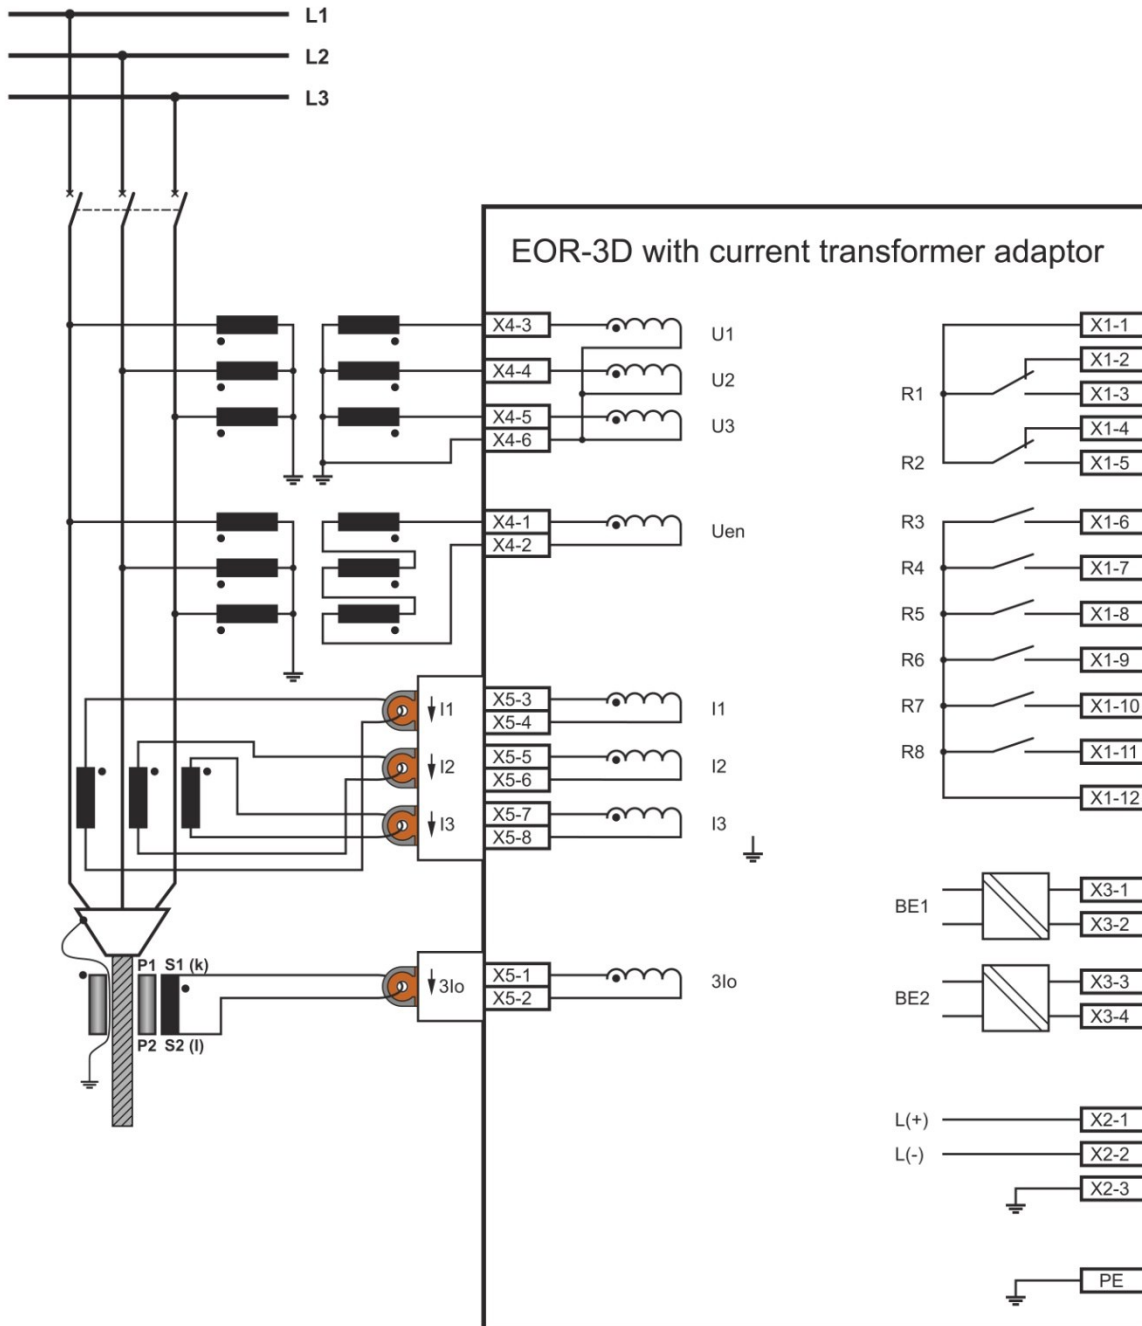 L1
L2
L3
EOR-3D with current transformer adaptor
X4-3
U1
X4-4
U2
X4-5
U3
X4-6
X4-1
Uen
X4-2
I1
X5-3
I1
X5-4
I2
X5-5
I2
X5-6
I3
X5-7
I3
X5-8
P1 S1 (k)
3Io
X5-1
3Io
X5-2
P2 S2 (l)
X1-1
X1-2
R1
X1-3
X1-4
R2
X1-5
R3
X1-6
R4
X1-7
R5
X1-8
R6
X1-9
R7
X1-10
R8
X1-11
X1-12
BE1
X3-1
X3-2
BE2
X3-3
X3-4
L(+)
X2-1
L(-)
X2-2
X2-3
PE